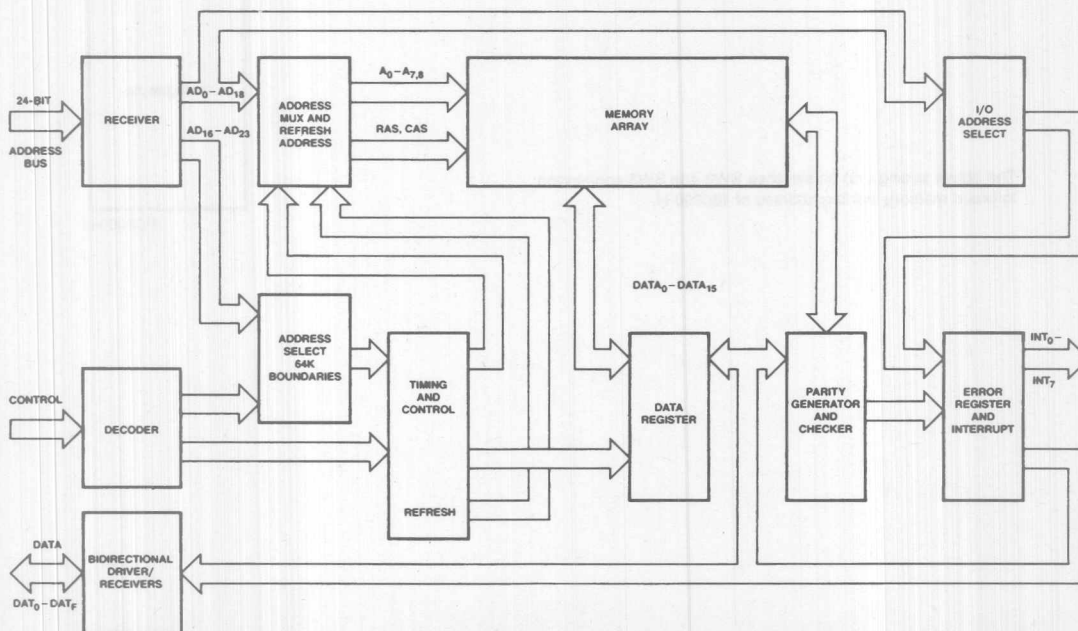 24-BIT
ADDRESS
BUS
RECEIVER
AD0–AD18
AD16–AD23
ADDRESS
MUX AND
REFRESH
ADDRESS
A0–A7,8
RAS, CAS
MEMORY
ARRAY
I/O
ADDRESS
SELECT
DATA0–DATA15
ADDRESS
SELECT
64K
BOUNDARIES
TIMING
AND
CONTROL
REFRESH
DATA
REGISTER
PARITY
GENERATOR
AND
CHECKER
ERROR
REGISTER
AND
INTERRUPT
INT0–
INT7
CONTROL
DECODER
DATA
DAT0–DATF
BIDIRECTIONAL
DRIVER/
RECEIVERS